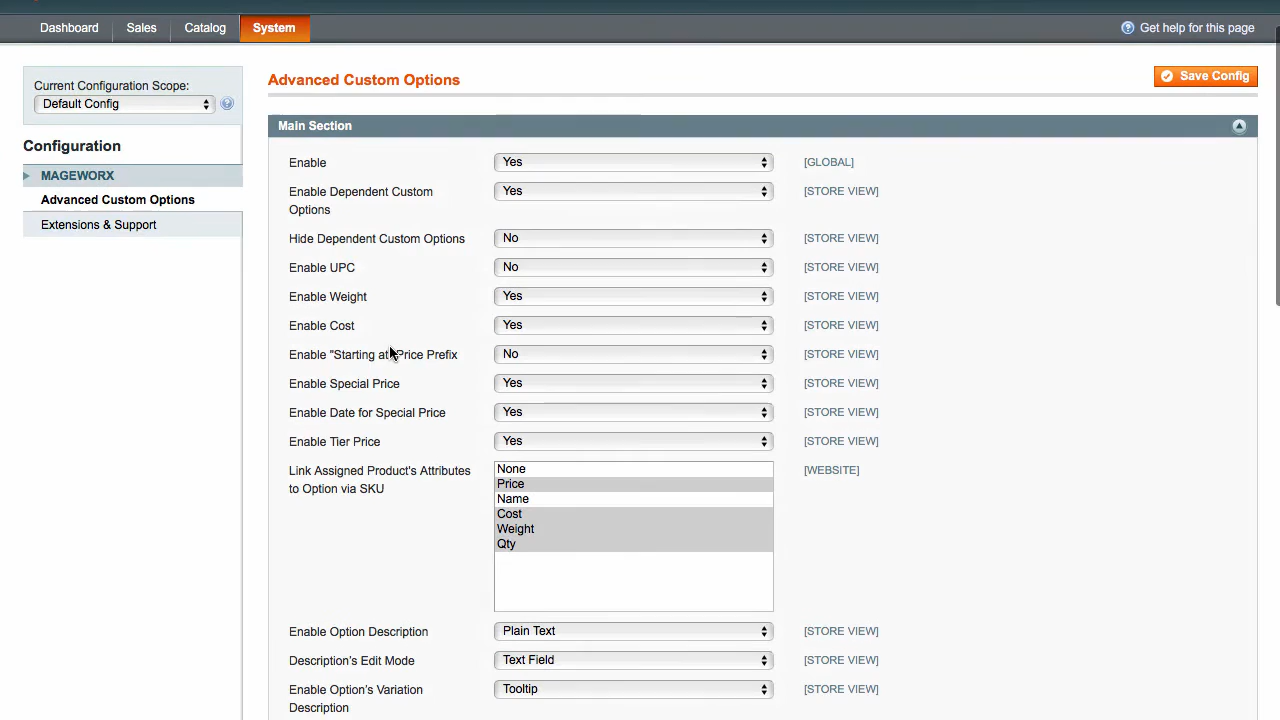 Dashboard
Sales
Catalog
System
Get help for this page
Current Configuration Scope:
Default Config
Configuration
MAGEWORX
Advanced Custom Options
Extensions & Support
Advanced Custom Options
Save Config
Main Section
Enable
Yes
[GLOBAL]
Enable Dependent Custom
Options
Yes
[STORE VIEW]
Hide Dependent Custom Options
No
[STORE VIEW]
Enable UPC
No
[STORE VIEW]
Enable Weight
Yes
[STORE VIEW]
Enable Cost
Yes
[STORE VIEW]
Enable "Starting at" Price Prefix
No
[STORE VIEW]
Enable Special Price
Yes
[STORE VIEW]
Enable Date for Special Price
Yes
[STORE VIEW]
Enable Tier Price
Yes
[STORE VIEW]
Link Assigned Product's Attributes
to Option via SKU
None
Price
Name
Cost
Weight
Qty
[WEBSITE]
Enable Option Description
Plain Text
[STORE VIEW]
Description's Edit Mode
Text Field
[STORE VIEW]
Enable Option's Variation
Description
Tooltip
[STORE VIEW]